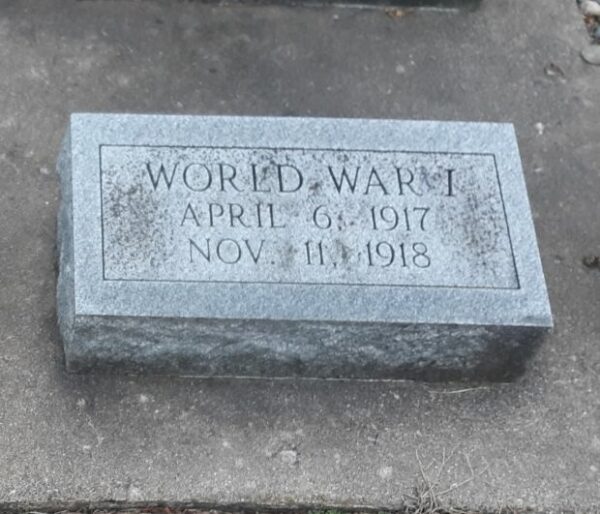 WORLD WAR I
APRIL 6, 1917
NOV. 11, 1918